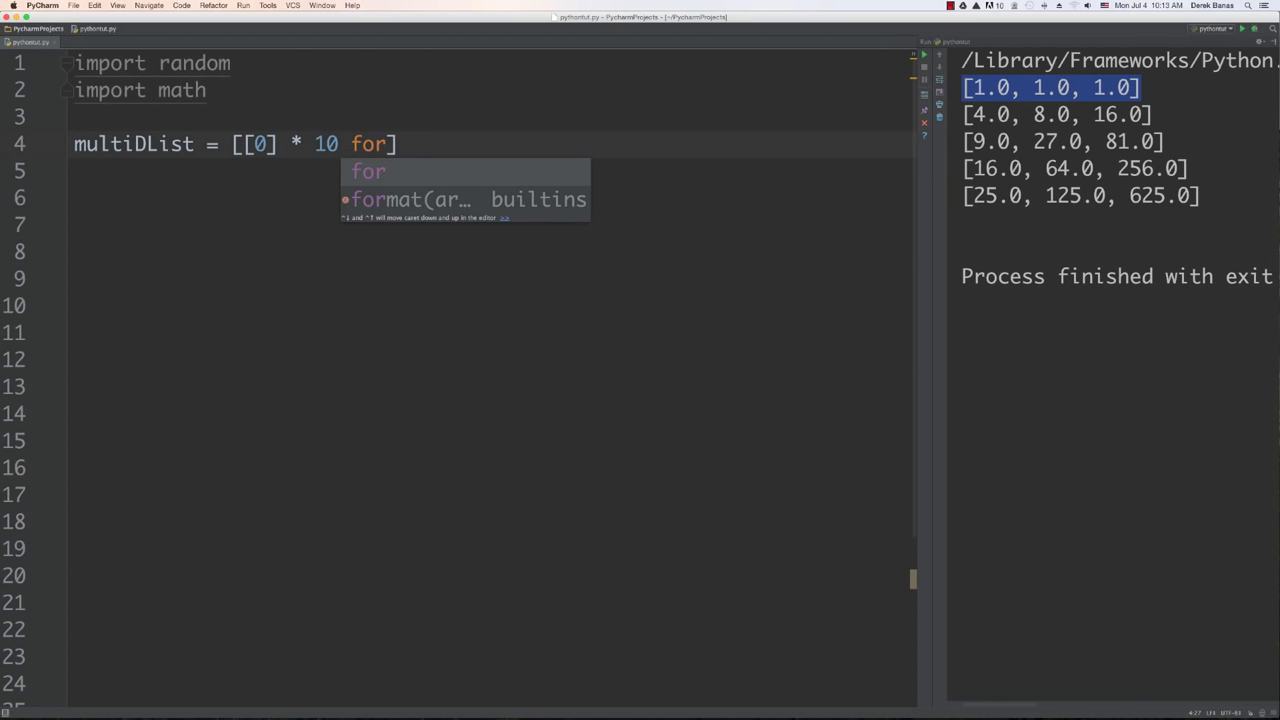 PyCharm File Edit View Navigate Code Refactor Run Tools VCS Window Help 10 Mon Jul 4 10:13 AM Derek Banas
pythontut.py - PycharmProjects - [~/PycharmProjects]
PycharmProjects pythontut.py pythontut
pythontut.py
Run pythontut
1 import random
2 import math
3
4 multiDList = [[0] * 10 for]
5
6
7
8
9
10
11
12
13
14
15
16
17
18
19
20
21
22
23
24
for
format(ar… builtins
^↓ and ^↑ will move caret down and up in the editor >>
/Library/Frameworks/Python.
[1.0, 1.0, 1.0]
[4.0, 8.0, 16.0]
[9.0, 27.0, 81.0]
[16.0, 64.0, 256.0]
[25.0, 125.0, 625.0]
Process finished with exit
4:27 LF‡ UTF-8‡